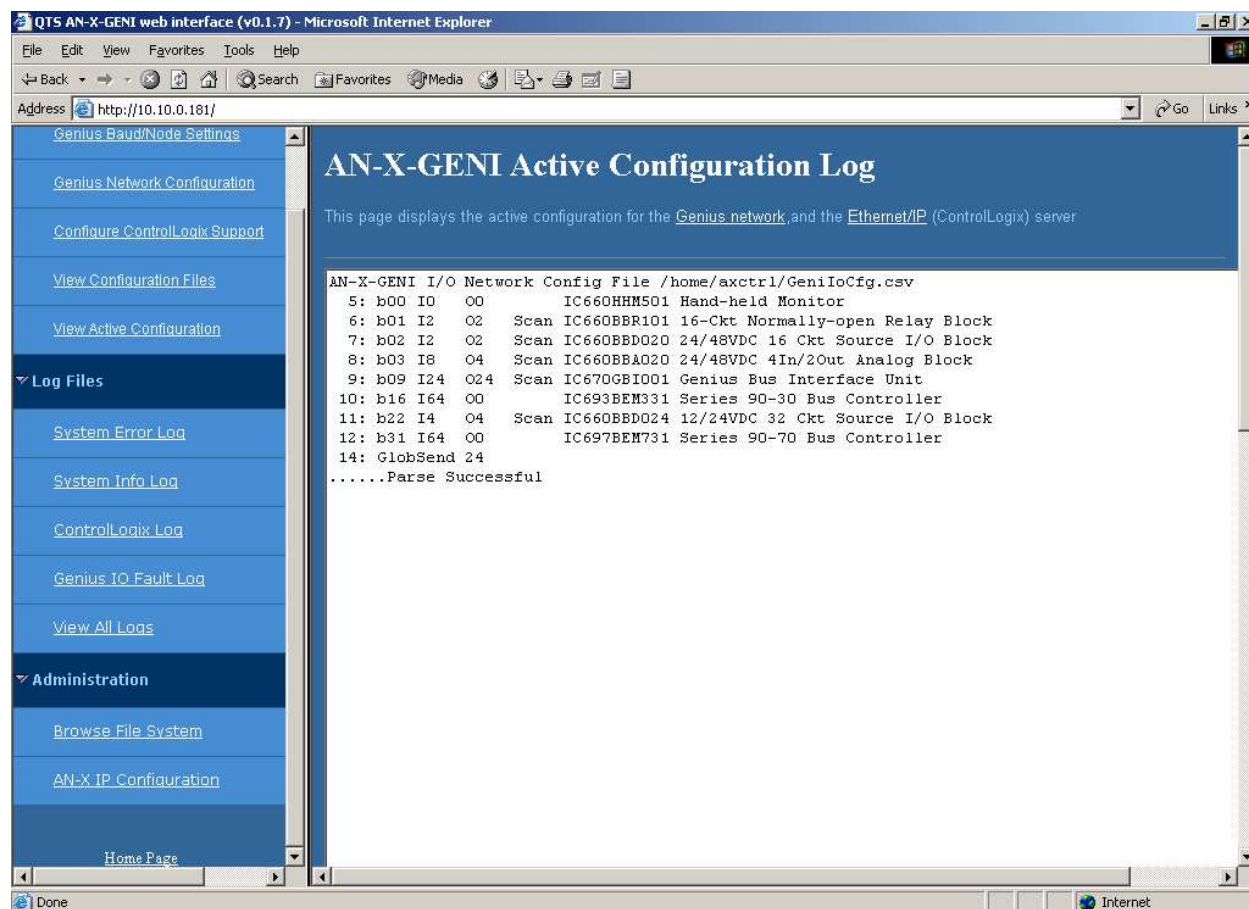 QTS AN-X-GENI web interface (v0.1.7) - Microsoft Internet Explorer
File Edit View Favorites Tools Help
Back Search Favorites Media
Address http://10.10.0.181/ Go Links
Genius Baud/Node Settings
Genius Network Configuration
Configure ControlLogix Support
View Configuration Files
View Active Configuration
Log Files
System Error Log
System Info Log
ControlLogix Log
Genius IO Fault Log
View All Logs
Administration
Browse File System
AN-X IP Configuration
Home Page
AN-X-GENI Active Configuration Log
This page displays the active configuration for the Genius network,and the Ethernet/IP (ControlLogix) server
AN-X-GENI I/O Network Config File /home/axctrl/GeniIoCfg.csv
5: b00 I0 O0 IC660HHM501 Hand-held Monitor
6: b01 I2 O2 Scan IC660BBR101 16-Ckt Normally-open Relay Block
7: b02 I2 O2 Scan IC660BBD020 24/48VDC 16 Ckt Source I/O Block
8: b03 I8 O4 Scan IC660BBA020 24/48VDC 4In/2Out Analog Block
9: b09 I24 O24 Scan IC670GBI001 Genius Bus Interface Unit
10: b16 I64 O0 IC693BEM331 Series 90-30 Bus Controller
11: b22 I4 O4 Scan IC660BBD024 12/24VDC 32 Ckt Source I/O Block
12: b31 I64 O0 IC697BEM731 Series 90-70 Bus Controller
14: GlobSend 24
......Parse Successful
Done Internet